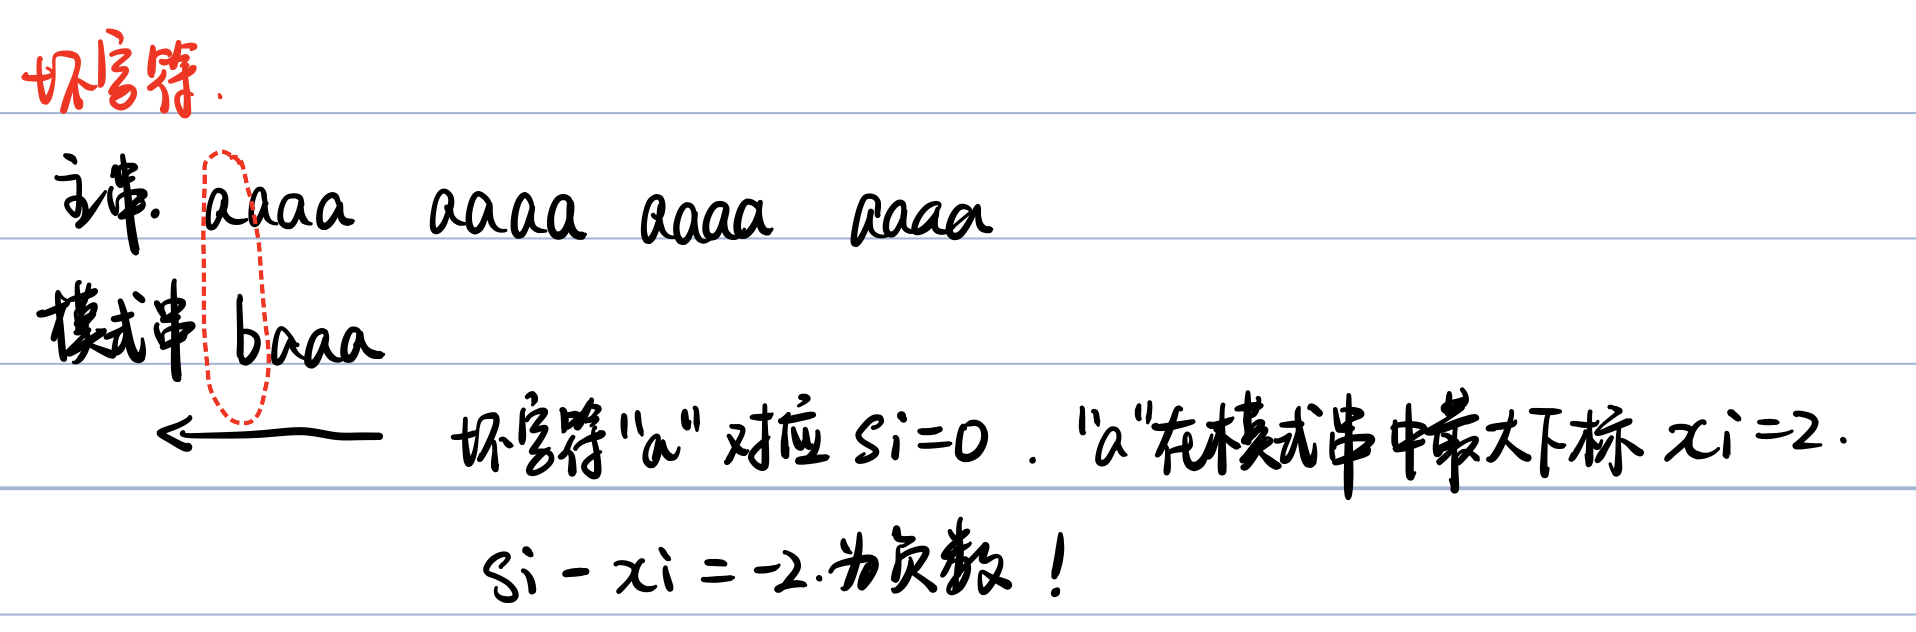 坏字符.
主串. aaaa aaaa aaaa aaaa
模式串 baaa
坏字符"a"对应 si=0 . "a"在模式串中最大下标 xi=2.
si - xi = -2.为负数!